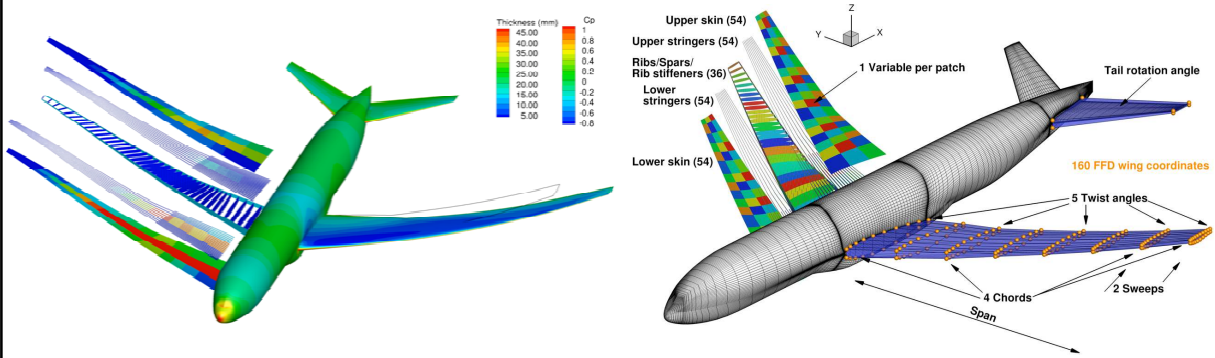 Thickness (mm)
45.00
40.00
35.00
30.00
25.00
20.00
15.00
10.00
5.00
Cp
1
0.8
0.6
0.4
0.2
0
-0.2
-0.4
-0.6
-0.8
Upper skin (54)
Upper stringers (54)
Ribs/Spars/
Rib stiffeners (36)
Lower
stringers (54)
Lower skin (54)
Z
Y
X
1 Variable per patch
Tail rotation angle
160 FFD wing coordinates
5 Twist angles
4 Chords
2 Sweeps
Span